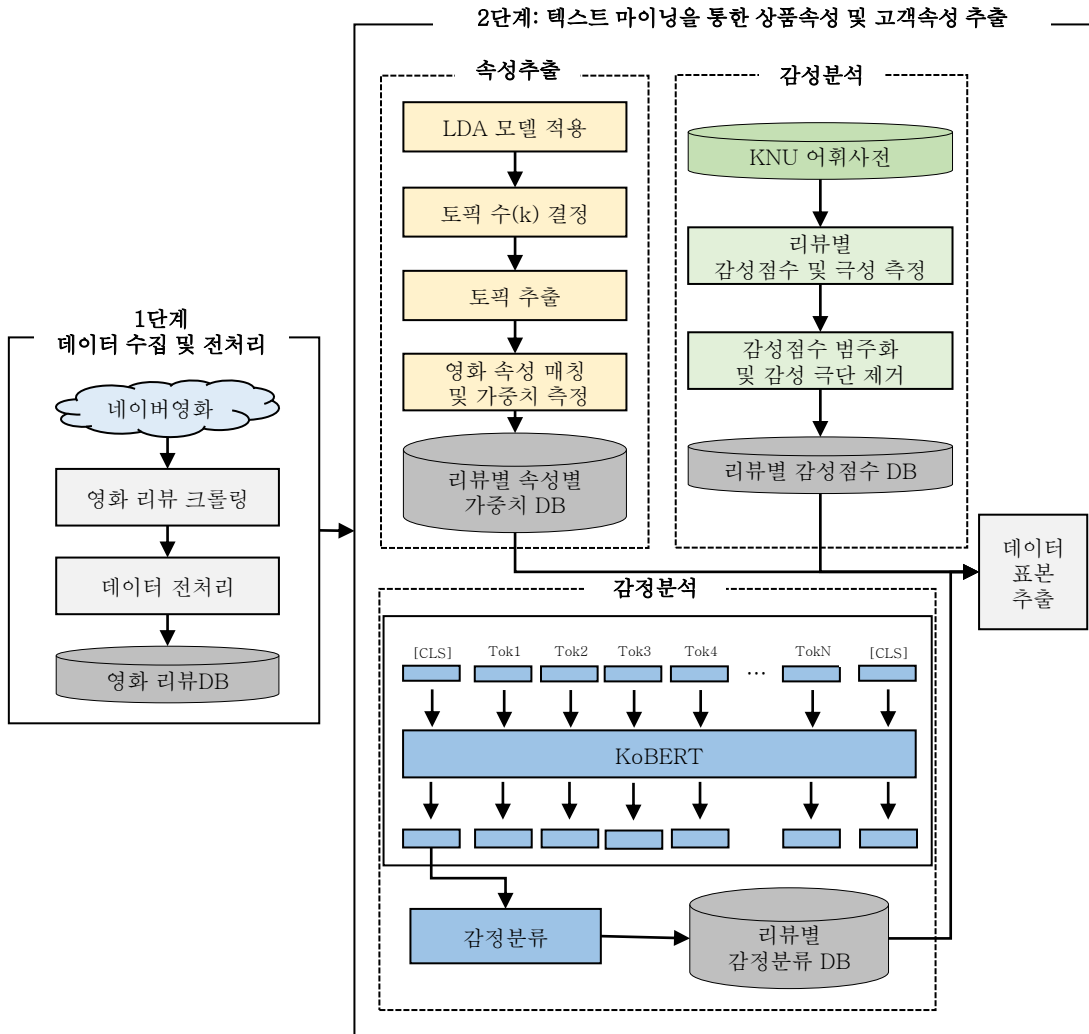 2단계: 텍스트 마이닝을 통한 상품속성 및 고객속성 추출
1단계
데이터 수집 및 전처리
네이버영화
영화 리뷰 크롤링
데이터 전처리
영화 리뷰DB
속성추출
LDA 모델 적용
토픽 수(k) 결정
토픽 추출
영화 속성 매칭
및 가중치 측정
리뷰별 속성별
가중치 DB
감성분석
KNU 어휘사전
리뷰별
감성점수 및 극성 측정
감성점수 범주화
및 감성 극단 제거
리뷰별 감성점수 DB
감정분석
[CLS] Tok1 Tok2 Tok3 Tok4 … TokN [CLS]
KoBERT
감정분류
리뷰별
감정분류 DB
데이터
표본
추출